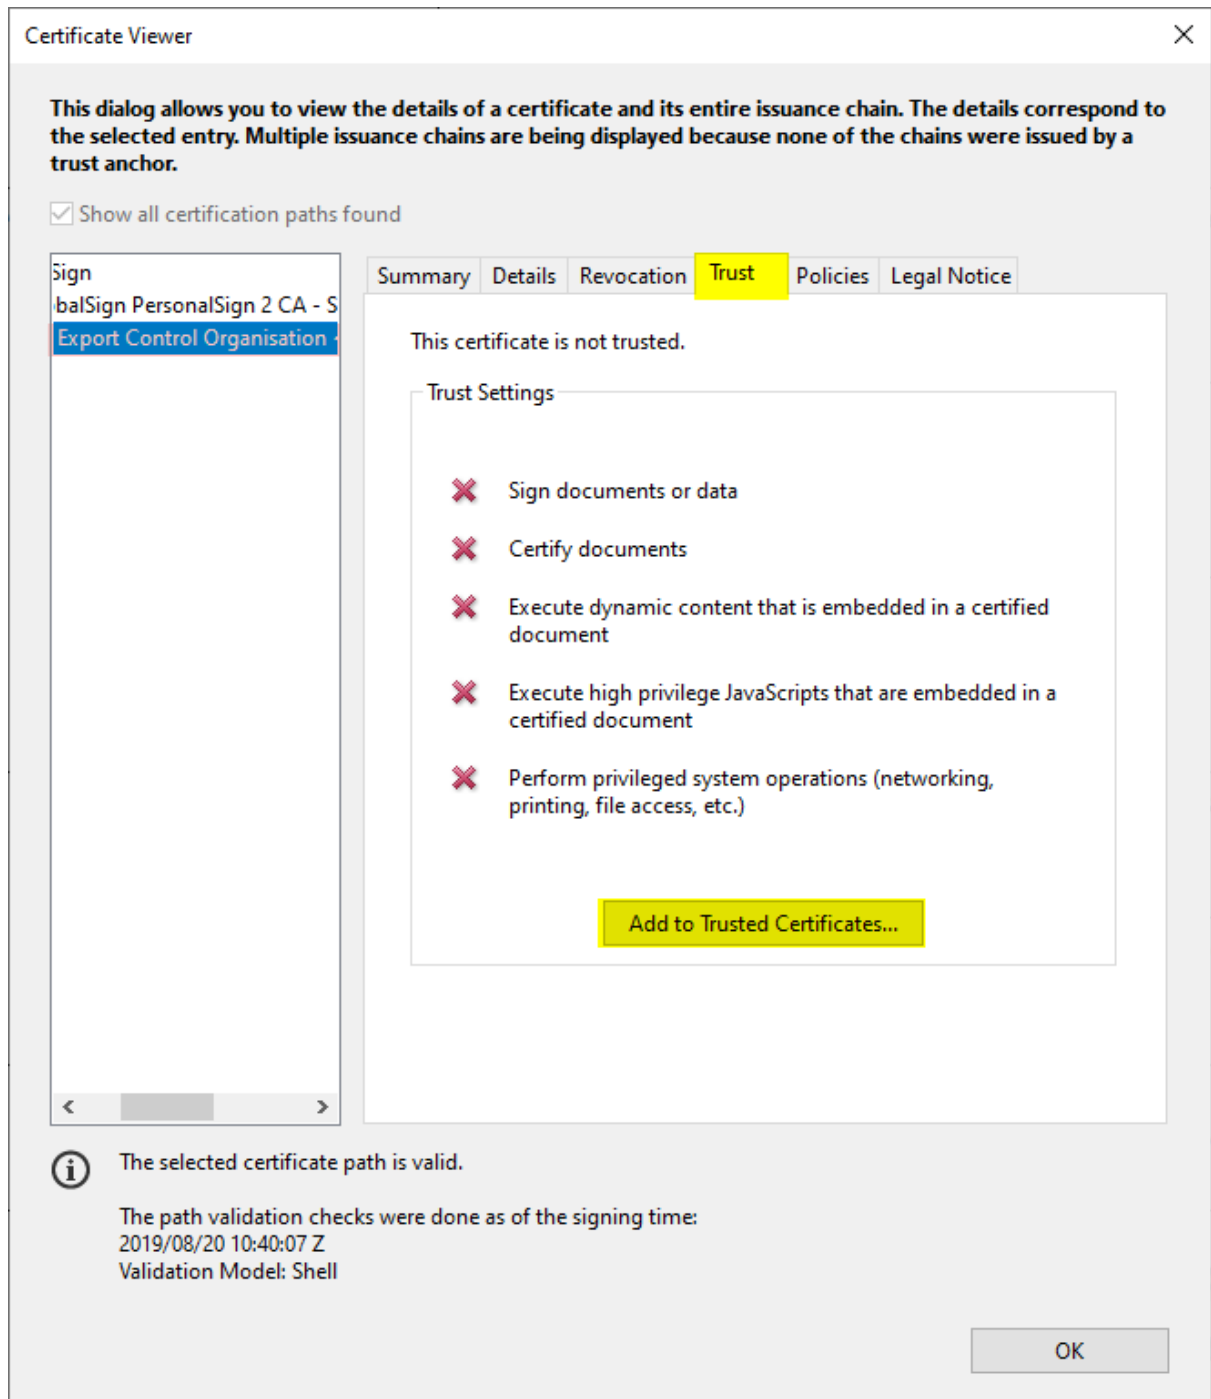 Certificate Viewer
This dialog allows you to view the details of a certificate and its entire issuance chain. The details correspond to
the selected entry. Multiple issuance chains are being displayed because none of the chains were issued by a
trust anchor.
Show all certification paths found
Sign
balSign PersonalSign 2 CA - S
Export Control Organisation -
Summary Details Revocation Trust Policies Legal Notice
This certificate is not trusted.
Trust Settings
Sign documents or data
Certify documents
Execute dynamic content that is embedded in a certified
document
Execute high privilege JavaScripts that are embedded in a
certified document
Perform privileged system operations (networking,
printing, file access, etc.)
Add to Trusted Certificates...
The selected certificate path is valid.
The path validation checks were done as of the signing time:
2019/08/20 10:40:07 Z
Validation Model: Shell
OK